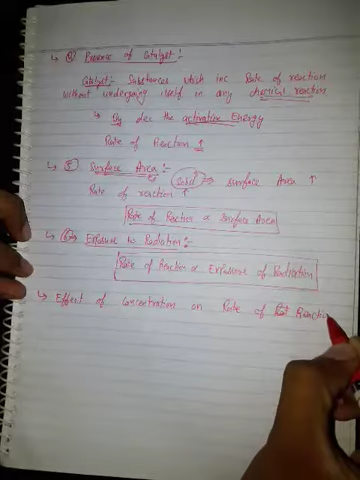 ↳ ④ Presence of Catalyst :-
Catalyst :- Substances which inc Rate of reaction
without undergoing itself in any chemical reaction
↳ By dec the activation Energy
Rate of Reaction ↑
↳ ⑤ Surface Area :-
Solid ⇒ surface Area ↑
Rate of reaction ↑
Rate of Reaction ∝ Surface Area
↳ ⑥ Exposure to Radiation :-
Rate of Reaction ∝ Exposure of Radiation
↳ Effect of Concentration on Rate of Reactio